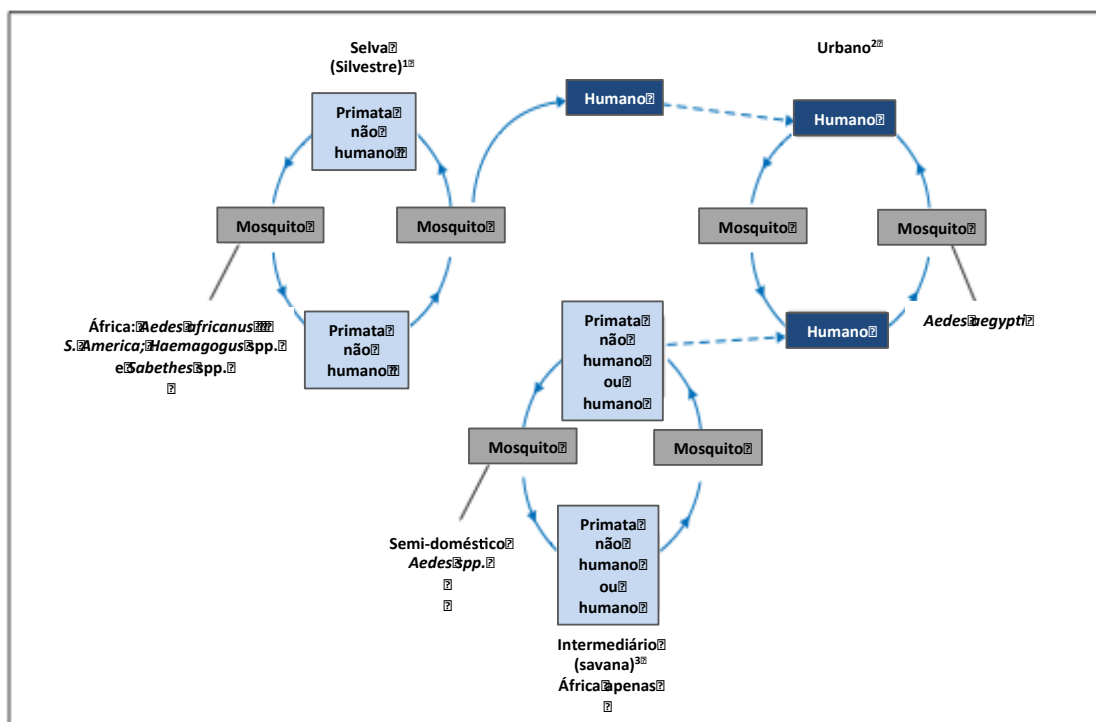 Selva
(Silvestre)¹
Urbano²
Humano
Humano
Primata
não
humano
Mosquito
Mosquito
Mosquito
Mosquito
África: Aedes africanus
S. America; Haemagogus spp.
e Sabethes spp.
Primata
não
humano
Primata
não
humano
ou
humano
Humano
Aedes aegypti
Mosquito
Mosquito
Semi-doméstico
Aedes spp.
Primata
não
humano
ou
humano
Intermediário
(savana)³
África apenas